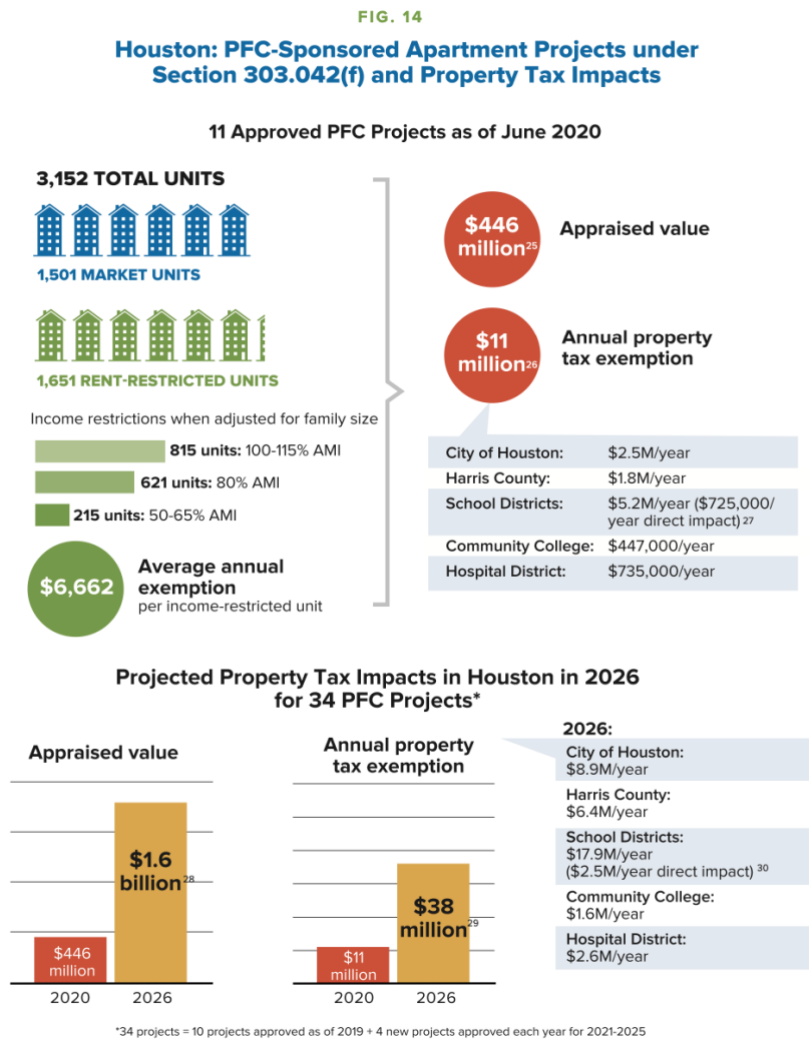 FIG. 14
Houston: PFC-Sponsored Apartment Projects under
Section 303.042(f) and Property Tax Impacts
11 Approved PFC Projects as of June 2020
3,152 TOTAL UNITS
1,501 MARKET UNITS
1,651 RENT-RESTRICTED UNITS
Income restrictions when adjusted for family size
815 units: 100-115% AMI
621 units: 80% AMI
215 units: 50-65% AMI
$6,662
Average annual
exemption
per income-restricted unit
$446
million25
Appraised value
$11
million26
Annual property
tax exemption
City of Houston: $2.5M/year
Harris County: $1.8M/year
School Districts: $5.2M/year ($725,000/
year direct impact) 27
Community College: $447,000/year
Hospital District: $735,000/year
Projected Property Tax Impacts in Houston in 2026
for 34 PFC Projects*
Appraised value
$446
million
$1.6
billion28
2020 2026
Annual property
tax exemption
$11
million
$38
million29
2020 2026
2026:
City of Houston:
$8.9M/year
Harris County:
$6.4M/year
School Districts:
$17.9M/year
($2.5M/year direct impact) 30
Community College:
$1.6M/year
Hospital District:
$2.6M/year
*34 projects = 10 projects approved as of 2019 + 4 new projects approved each year for 2021-2025